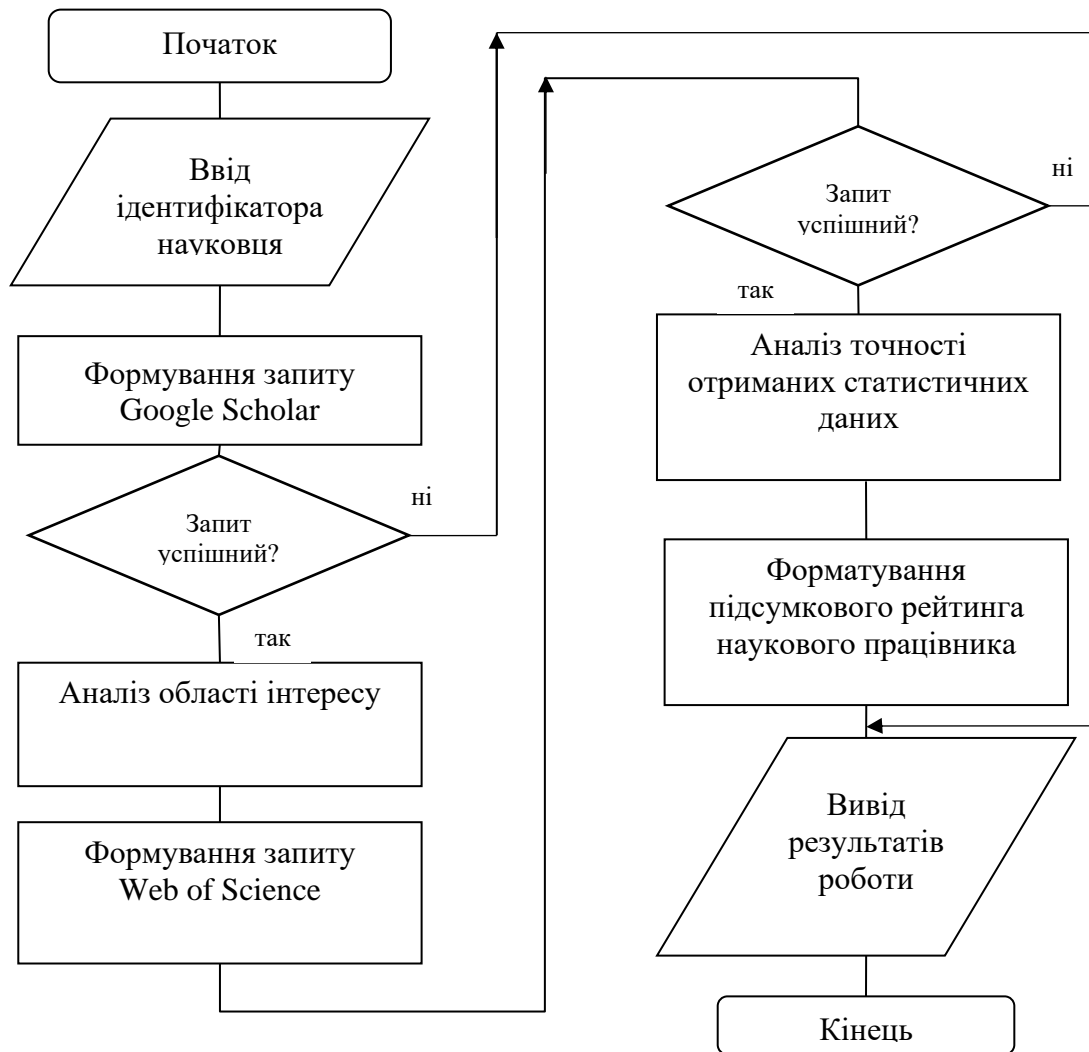 Початок
Ввід
ідентифікатора
науковця
Формування запиту
Google Scholar
Запит
успішний?
ні
так
Аналіз області інтересу
Формування запиту
Web of Science
Запит
успішний?
ні
так
Аналіз точності
отриманих статистичних
даних
Форматування
підсумкового рейтинга
наукового працівника
Вивід
результатів
роботи
Кінець